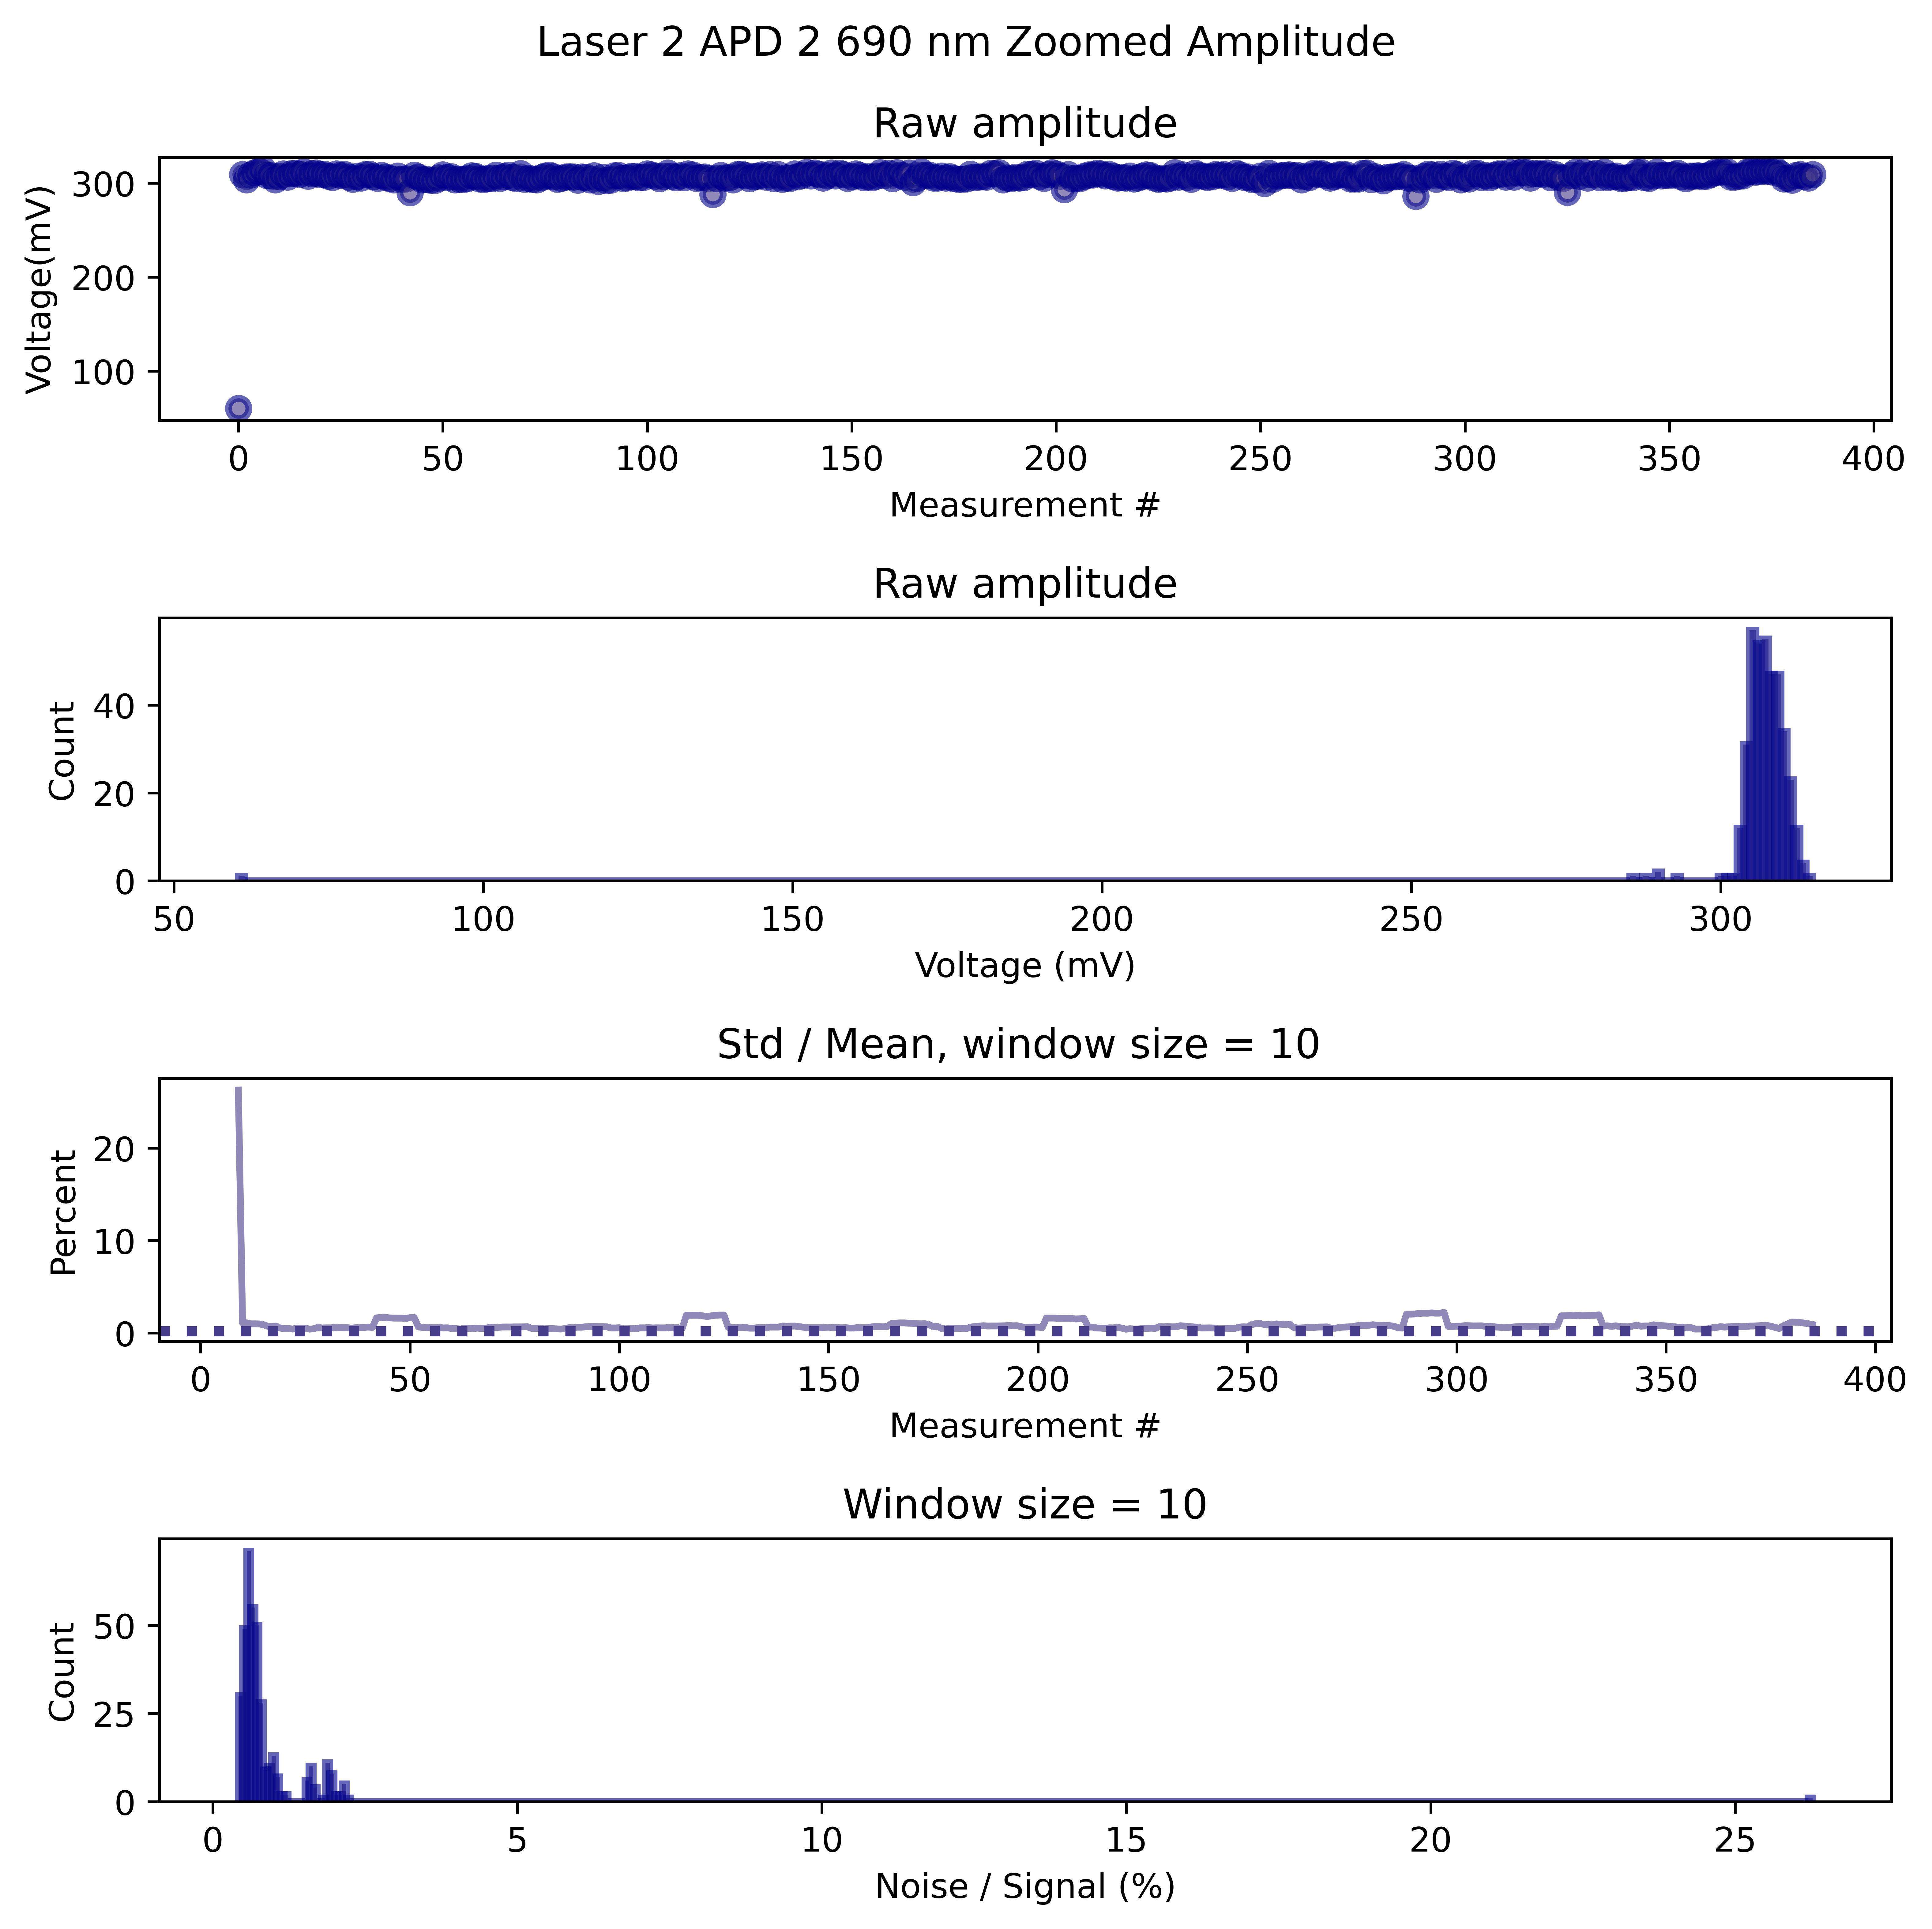 Laser 2 APD 2 690 nm Zoomed Amplitude
Raw amplitude
Voltage(mV)
300
200
100
0 50 100 150 200 250 300 350 400
Measurement #
Raw amplitude
Count
40
20
0
50 100 150 200 250 300
Voltage (mV)
Std / Mean, window size = 10
Percent
20
10
0
0 50 100 150 200 250 300 350 400
Measurement #
Window size = 10
Count
50
25
0
0 5 10 15 20 25
Noise / Signal (%)